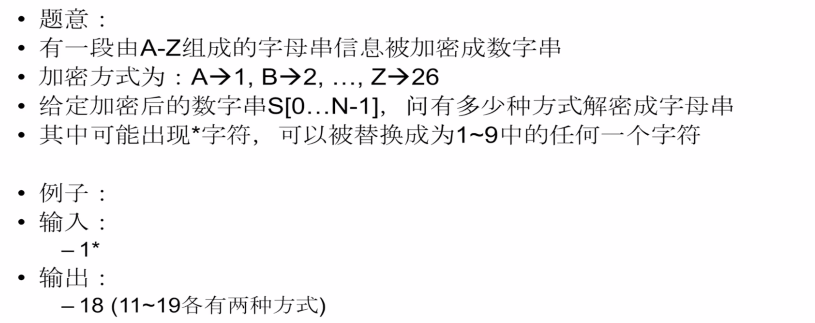 • 题意：
• 有一段由A-Z组成的字母串信息被加密成数字串
• 加密方式为：A→1, B→2, …, Z→26
• 给定加密后的数字串S[0…N-1]，问有多少种方式解密成字母串
• 其中可能出现*字符，可以被替换成为1~9中的任何一个字符
• 例子：
• 输入：
– 1*
• 输出：
– 18 (11~19各有两种方式)